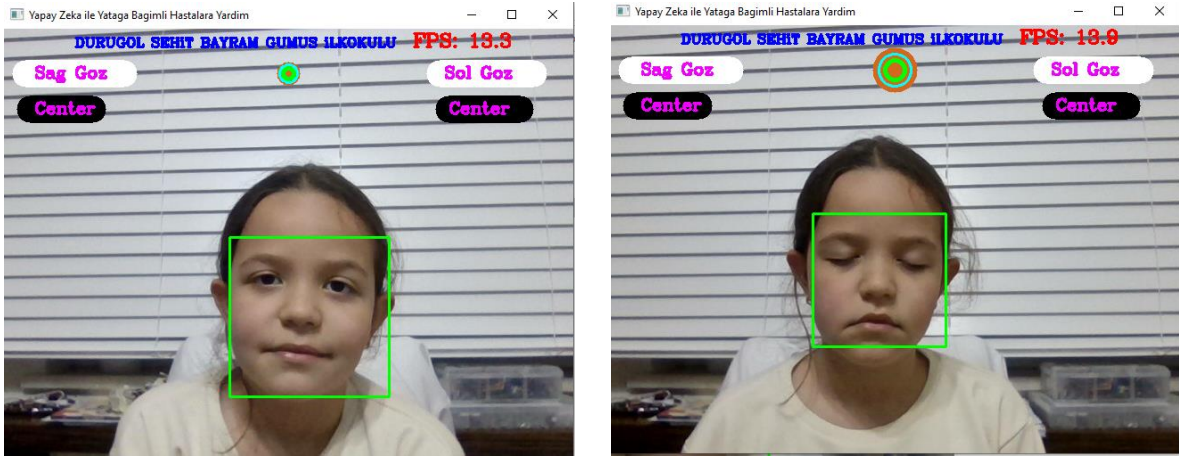 Yapay Zeka ile Yataga Bagimli Hastalara Yardim
DURUGOL SEHIT BAYRAM GUMUS iLKOKULU FPS: 13.3
Sag Goz
Sol Goz
Center
Center
Yapay Zeka ile Yataga Bagimli Hastalara Yardim
DURUGOL SEHIT BAYRAM GUMUS iLKOKULU FPS: 13.9
Sag Goz
Sol Goz
Center
Center